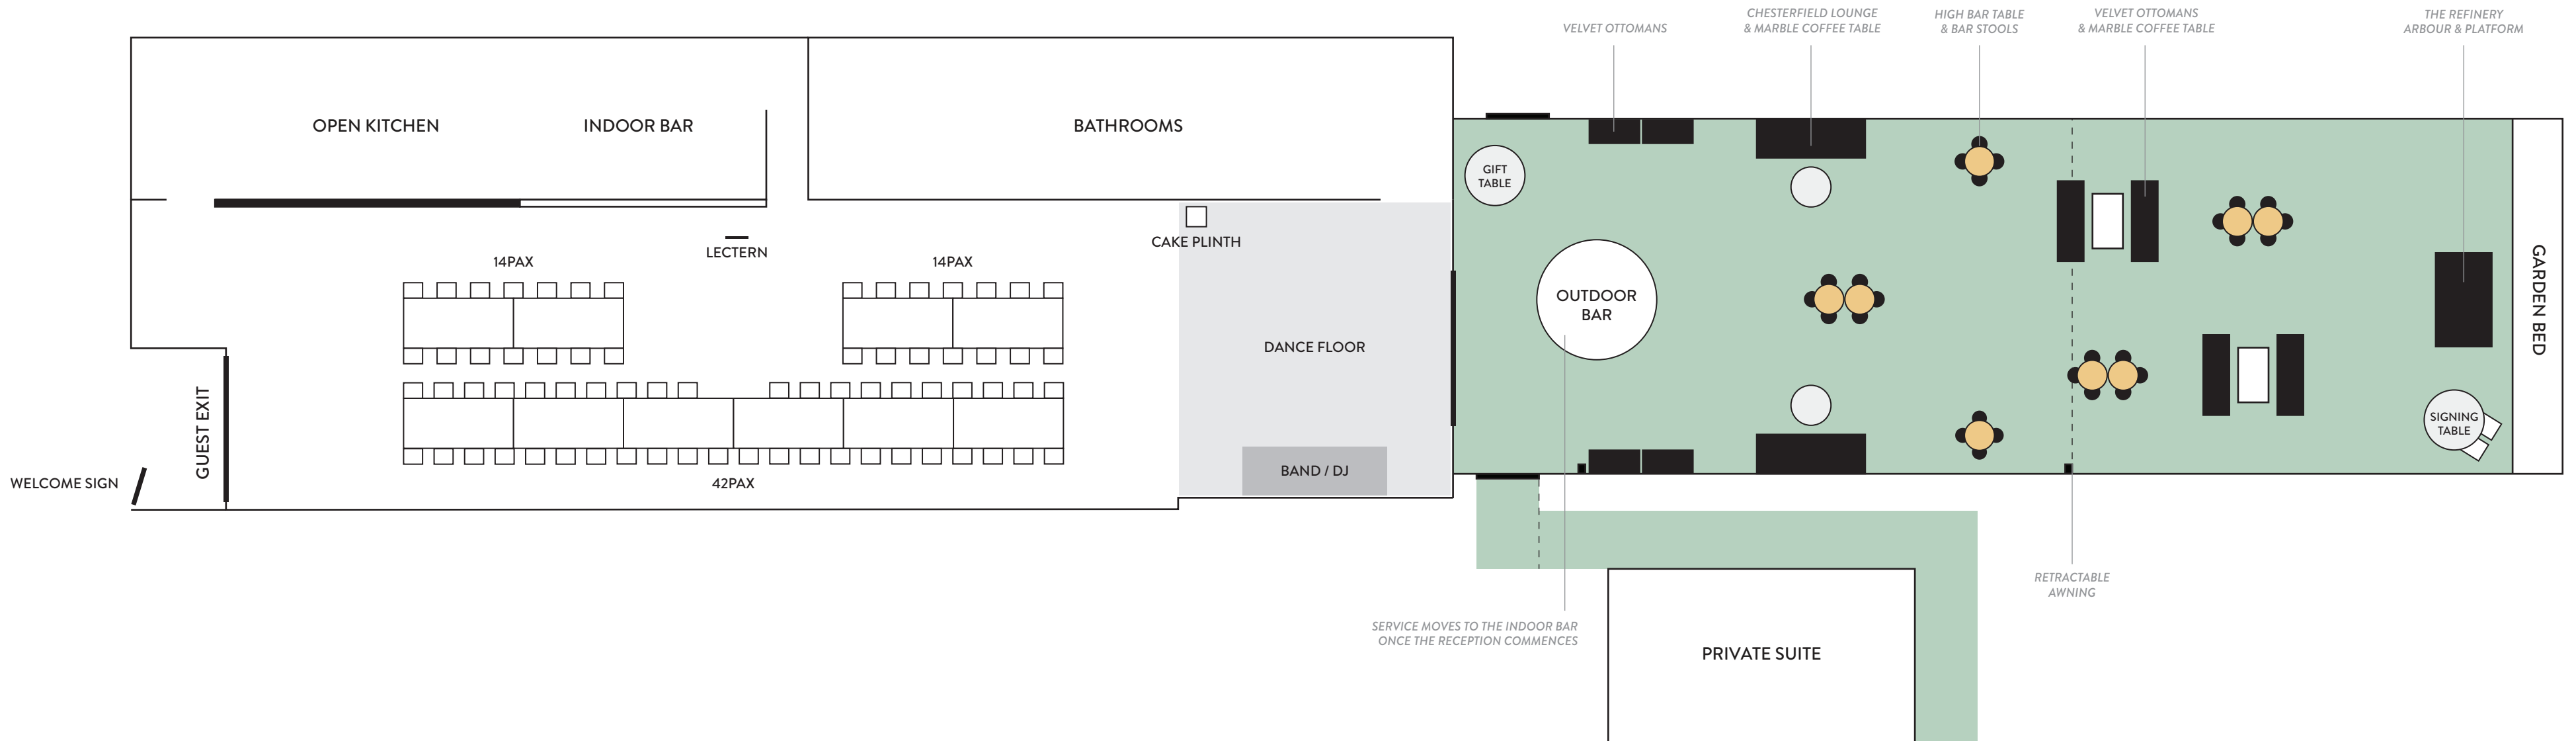 VELVET OTTOMANS
CHESTERFIELD LOUNGE
& MARBLE COFFEE TABLE
HIGH BAR TABLE
& BAR STOOLS
VELVET OTTOMANS
& MARBLE COFFEE TABLE
THE REFINERY
ARBOUR & PLATFORM
OPEN KITCHEN
INDOOR BAR
BATHROOMS
GIFT
TABLE
LECTERN
CAKE PLINTH
14PAX
14PAX
OUTDOOR
BAR
GARDEN BED
DANCE FLOOR
GUEST EXIT
SIGNING
TABLE
BAND / DJ
WELCOME SIGN
42PAX
RETRACTABLE
AWNING
SERVICE MOVES TO THE INDOOR BAR
ONCE THE RECEPTION COMMENCES
PRIVATE SUITE